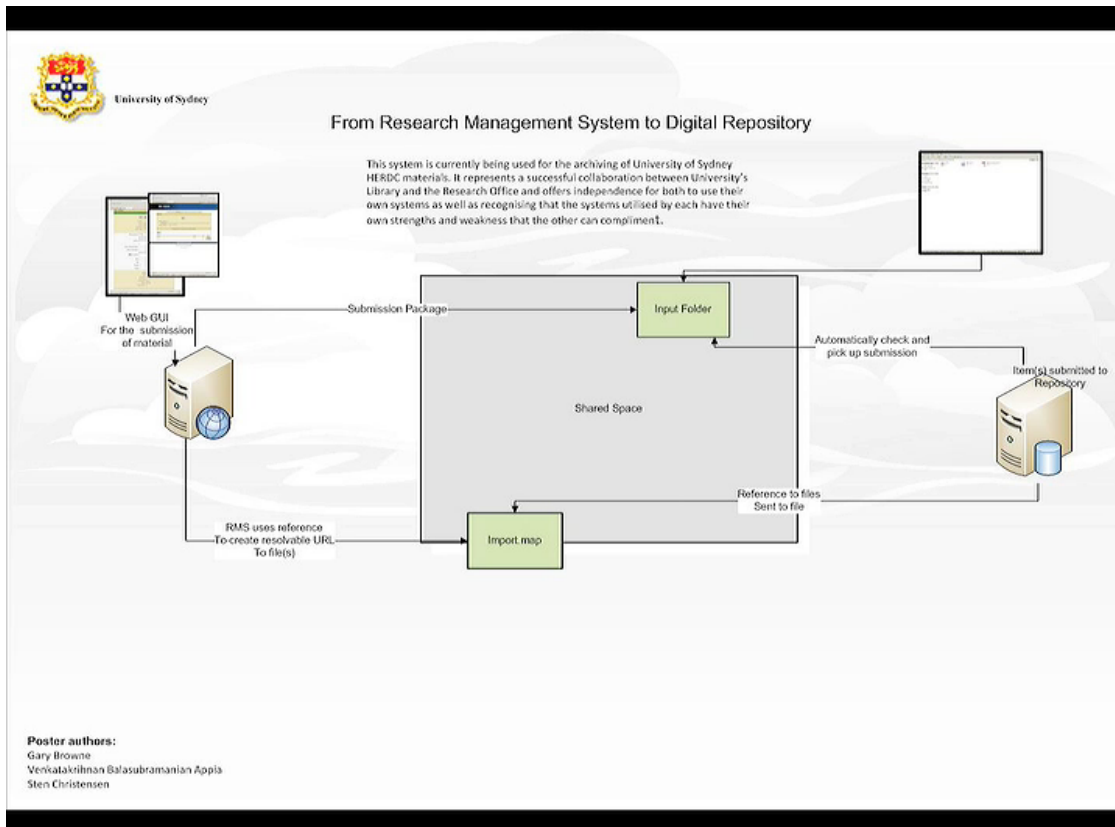 University of Sydney
From Research Management System to Digital Repository
This system is currently being used for the archiving of University of Sydney
HERDC materials. It represents a successful collaboration between University's
Library and the Research Office and offers independence for both to use their
own systems as well as recognising that the systems utilised by each have their
own strengths and weakness that the other can compliment.
Web GUI
For the submission
of material
Submission Package
Input Folder
Automatically check and
pick up submission
Item(s) submitted to
Repository
Shared Space
Reference to files
Sent to file
RMS uses reference
To create resolvable URL
To file(s)
Import.map
Poster authors:
Gary Browne
Venkatakrihnan Balasubramanian Appia
Sten Christensen